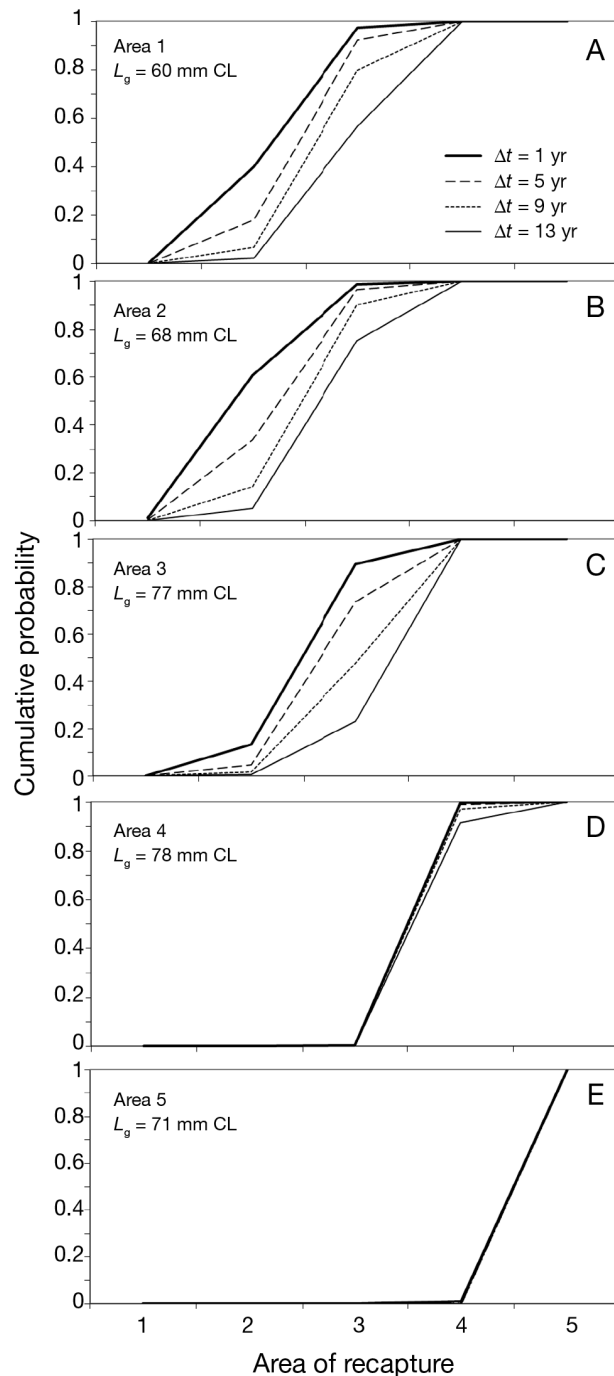 1
0.8
0.6
0.4
0.2
0
Area 1
L_g = 60 mm CL
A
Δt = 1 yr
Δt = 5 yr
Δt = 9 yr
Δt = 13 yr
1
0.8
0.6
0.4
0.2
0
Area 2
L_g = 68 mm CL
B
1
0.8
0.6
0.4
0.2
0
Area 3
L_g = 77 mm CL
C
Cumulative probability
1
0.8
0.6
0.4
0.2
0
Area 4
L_g = 78 mm CL
D
1
0.8
0.6
0.4
0.2
0
Area 5
L_g = 71 mm CL
E
1 2 3 4 5
Area of recapture